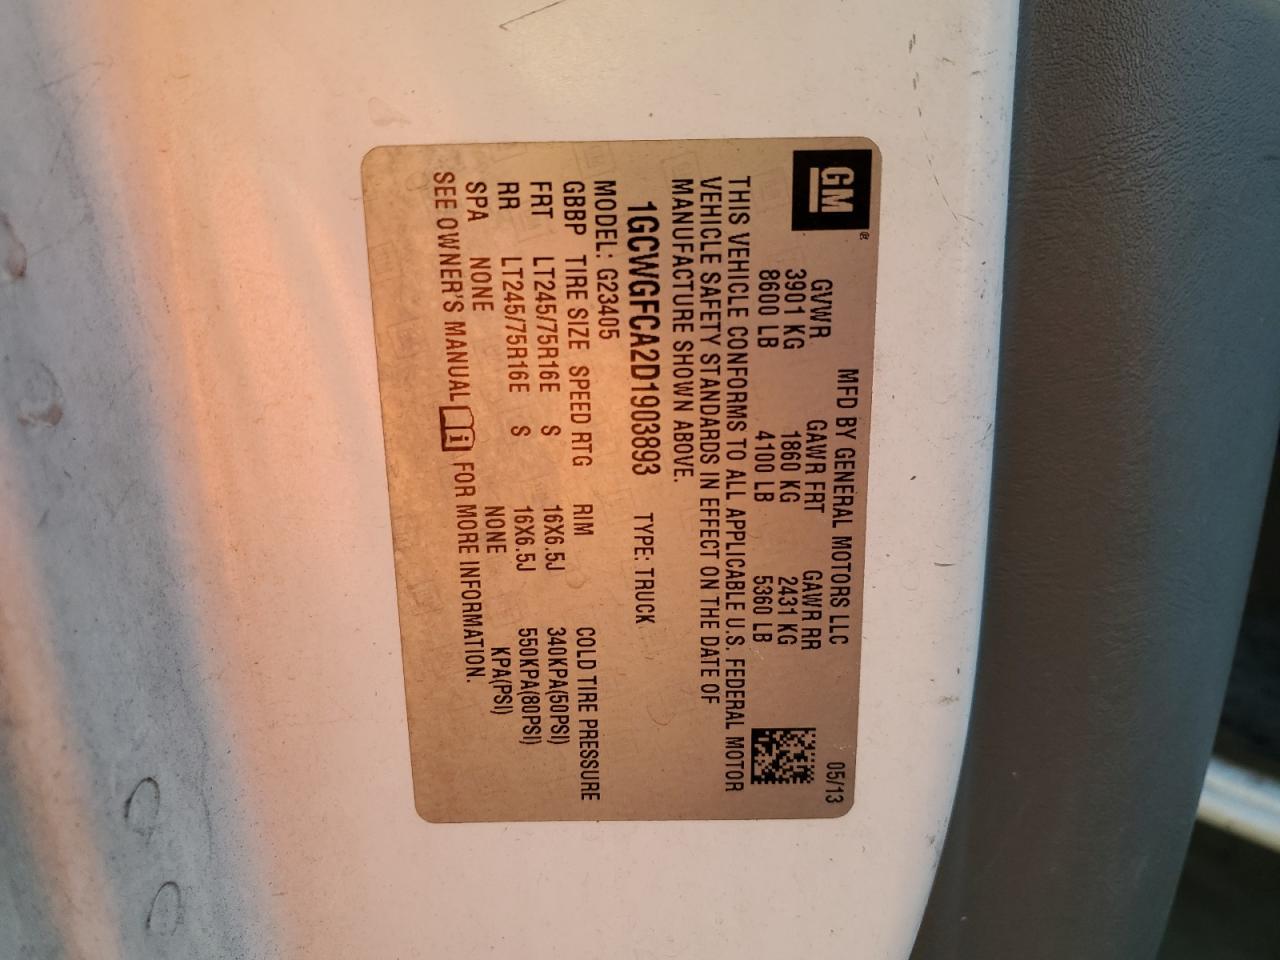 GM®
MFD BY GENERAL MOTORS LLC 05/13
GVWR GAWR FRT GAWR RR
3901 KG 1860 KG 2431 KG
8600 LB 4100 LB 5360 LB
THIS VEHICLE CONFORMS TO ALL APPLICABLE U.S. FEDERAL MOTOR
VEHICLE SAFETY STANDARDS IN EFFECT ON THE DATE OF
MANUFACTURE SHOWN ABOVE.
1GCWGFCA2D1903893 TYPE: TRUCK
MODEL: G23405
GBBP TIRE SIZE SPEED RTG RIM COLD TIRE PRESSURE
FRT LT245/75R16E S 16X6.5J 340KPA(50PSI)
RR LT245/75R16E S 16X6.5J 550KPA(80PSI)
SPA NONE NONE KPA(PSI)
SEE OWNER'S MANUAL i FOR MORE INFORMATION.